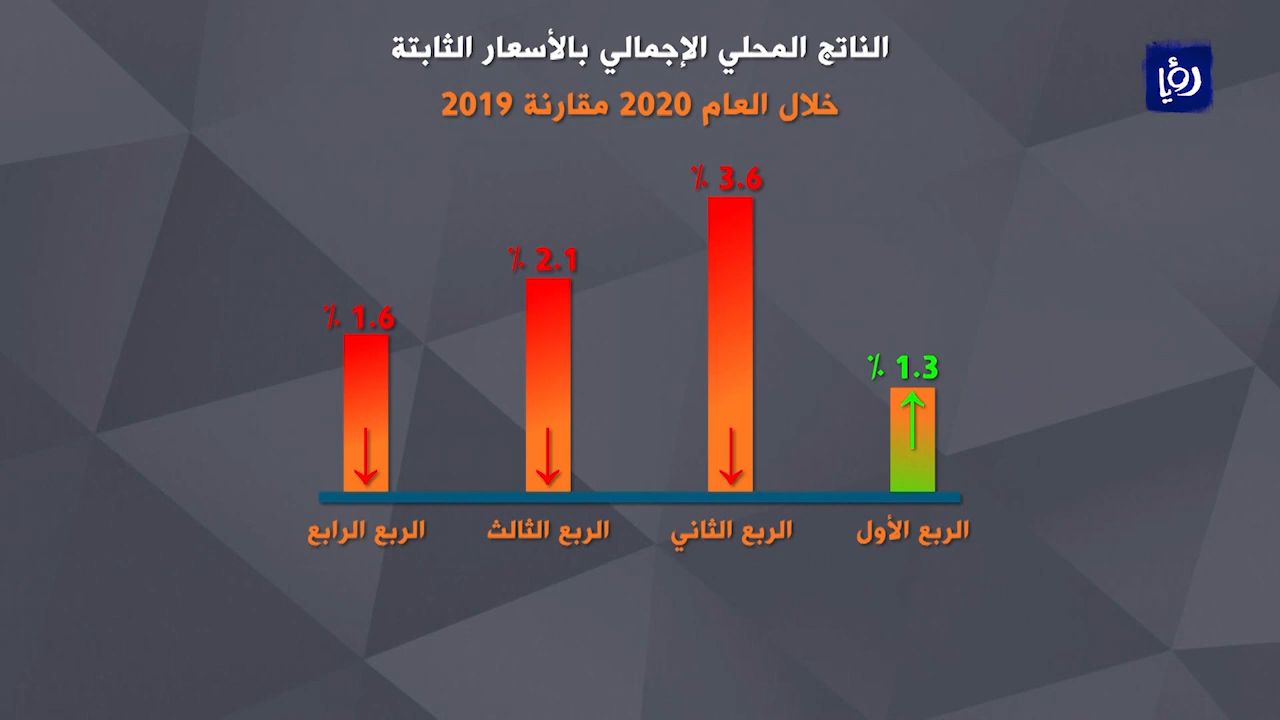 الناتج المحلي الإجمالي بالأسعار الثابتة
خلال العام 2020 مقارنة 2019
رؤيا
% 3.6
% 2.1
% 1.6
% 1.3
الربع الأول
الربع الثاني
الربع الثالث
الربع الرابع